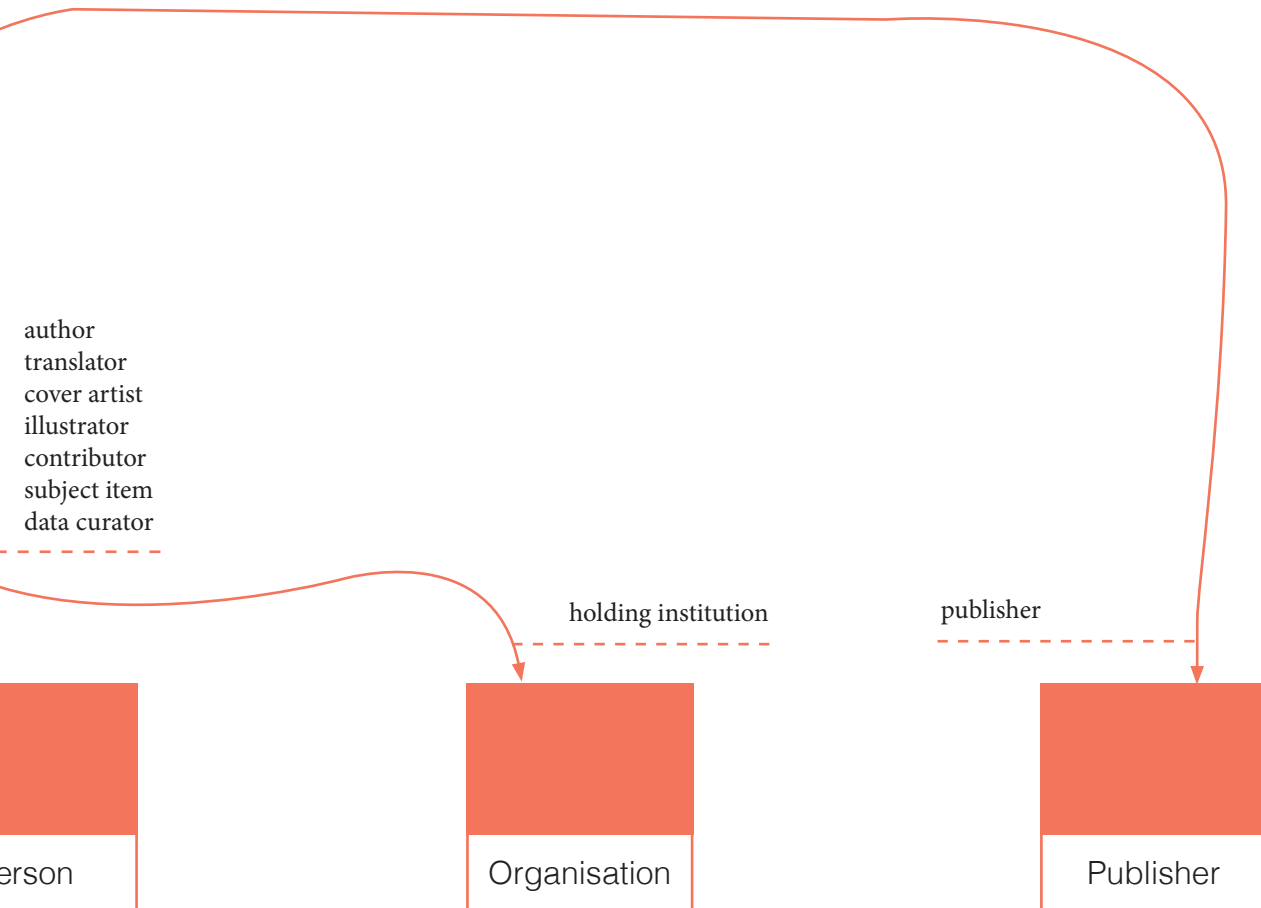 author
translator
cover artist
illustrator
contributor
subject item
data curator
holding institution
publisher
erson
Organisation
Publisher